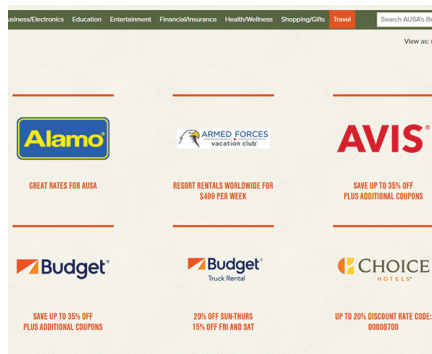 Education Entertainment Financial/Insurance Health/Wellness Shopping/Gifts Travel Search AUSA's
View as:
Alamo®
ARMED FORCES
vacation club®
AVIS®
GREAT RATES FOR AUSA
RESORT RENTALS WORLDWIDE FOR
$409 PER WEEK
SAVE UP TO 35% OFF
PLUS ADDITIONAL COUPONS
Budget®
Budget®
Truck Rental
CHOICE
HOTELS®
SAVE UP TO 35% OFF
PLUS ADDITIONAL COUPONS
20% OFF SUN-THURS
15% OFF FRI AND SAT
UP TO 20% DISCOUNT RATE CODE:
00800700